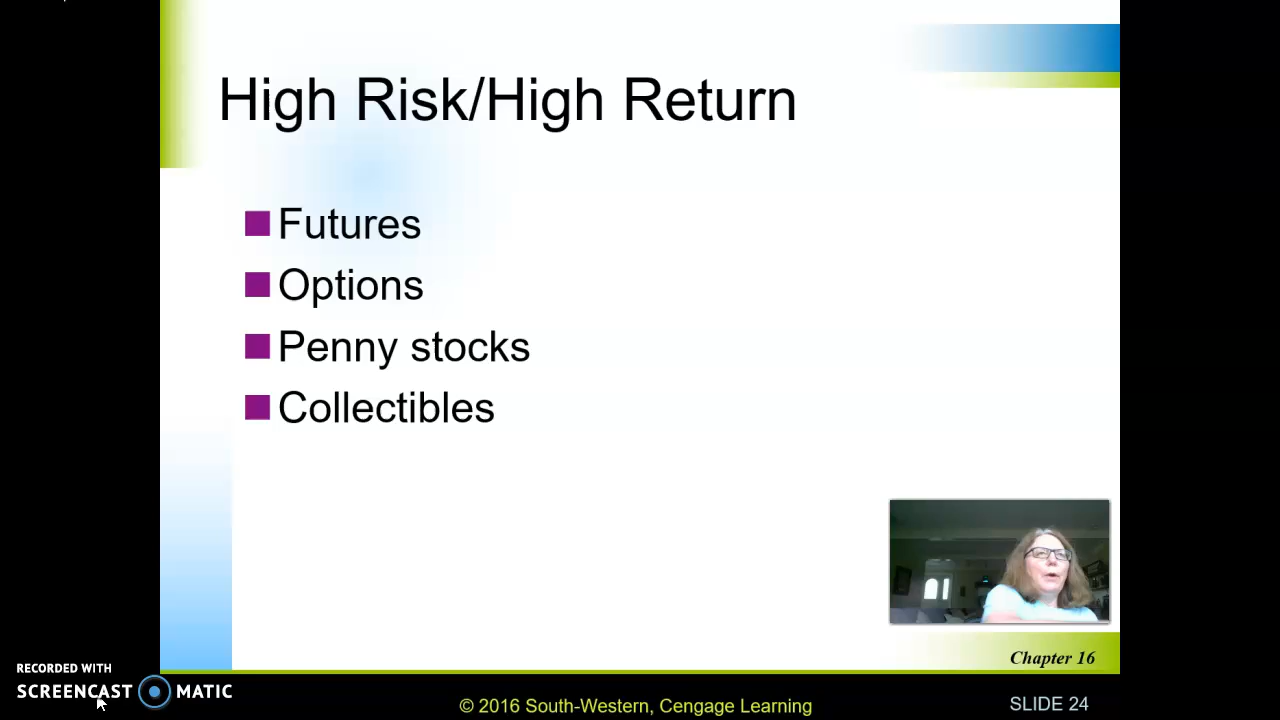 High Risk/High Return
Futures
Options
Penny stocks
Collectibles
Chapter 16
RECORDED WITH
SCREENCAST MATIC
© 2016 South-Western, Cengage Learning
SLIDE 24